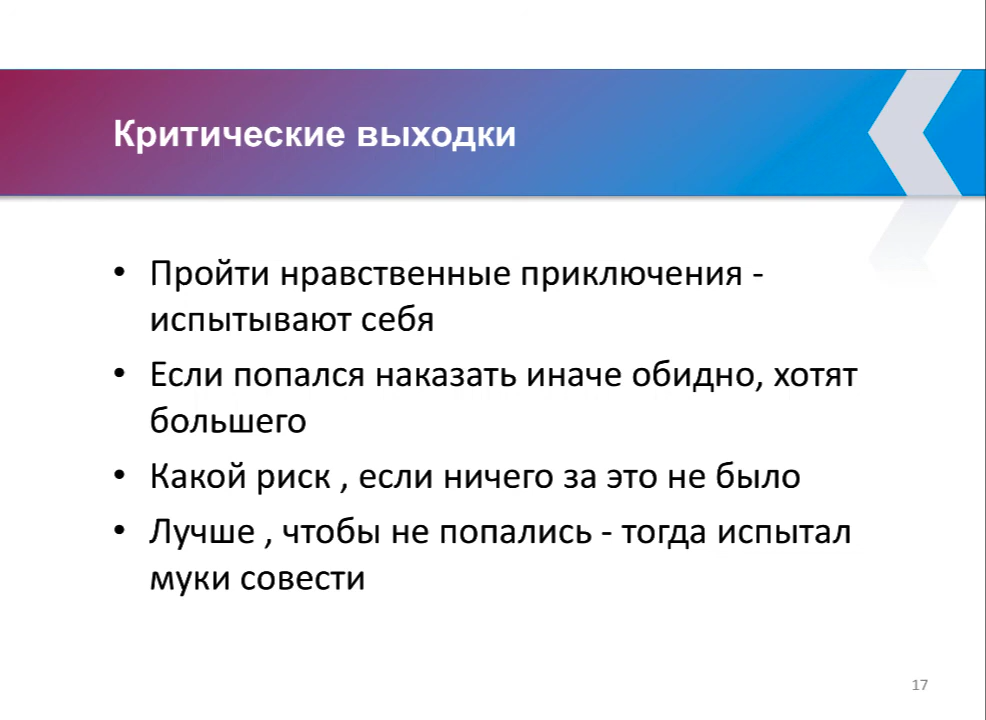 Критические выходки
• Пройти нравственные приключения -
испытывают себя
• Если попался наказать иначе обидно, хотят
большего
• Какой риск , если ничего за это не было
• Лучше , чтобы не попались - тогда испытал
муки совести
17